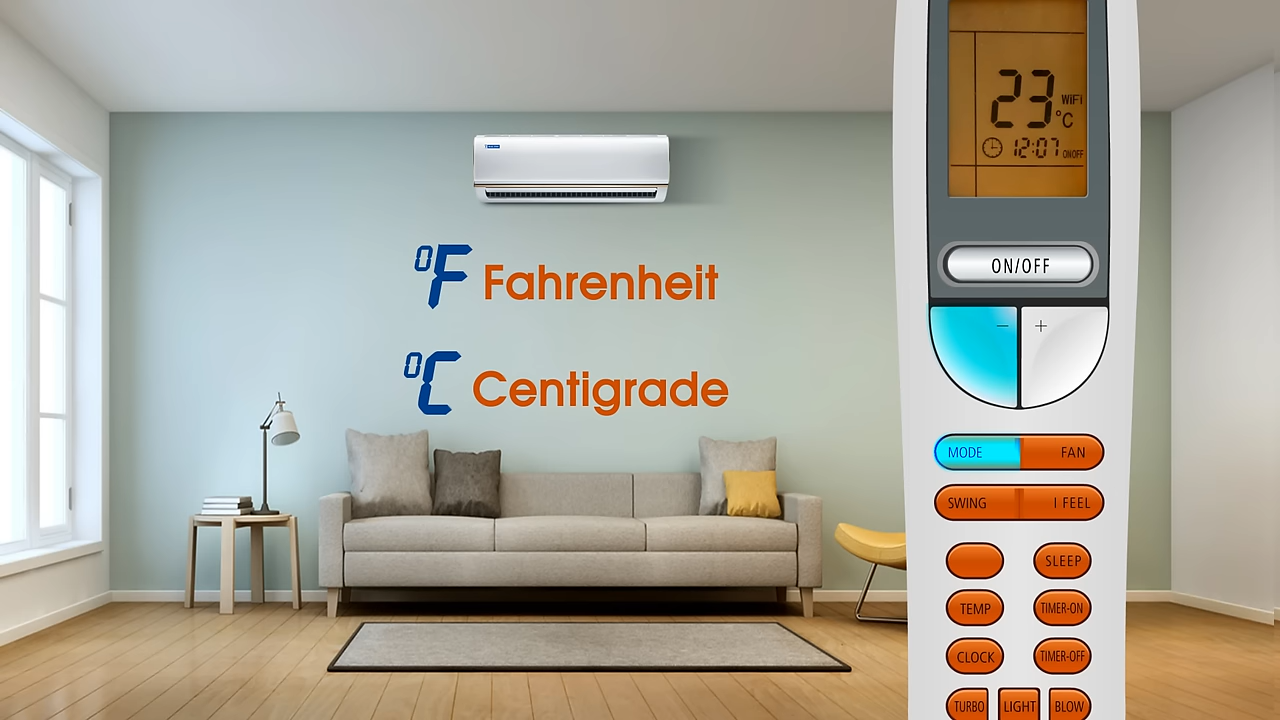 °F Fahrenheit
°C Centigrade
23
WiFi
°C
12:07
ON/OFF
ON/OFF
− +
MODE FAN
SWING I FEEL
SLEEP
TEMP TIMER-ON
CLOCK TIMER-OFF
TURBO LIGHT BLOW